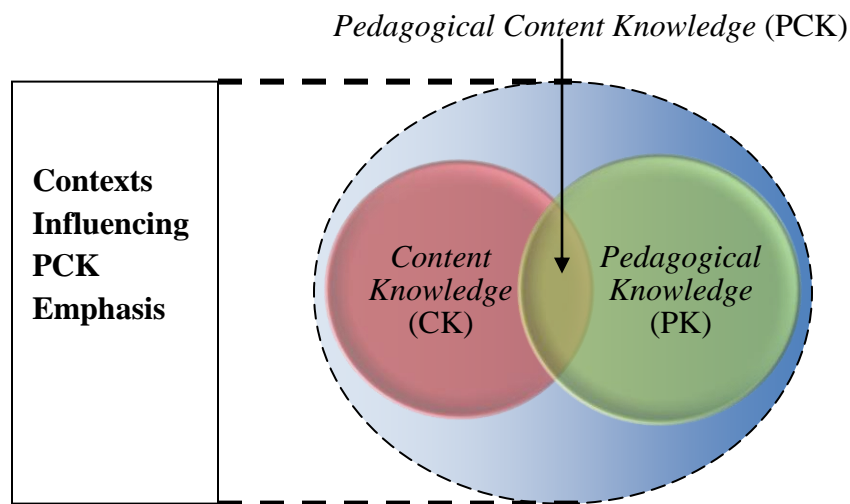 Pedagogical Content Knowledge (PCK)
Contexts
Influencing
PCK
Emphasis
Content
Knowledge
(CK)
Pedagogical
Knowledge
(PK)